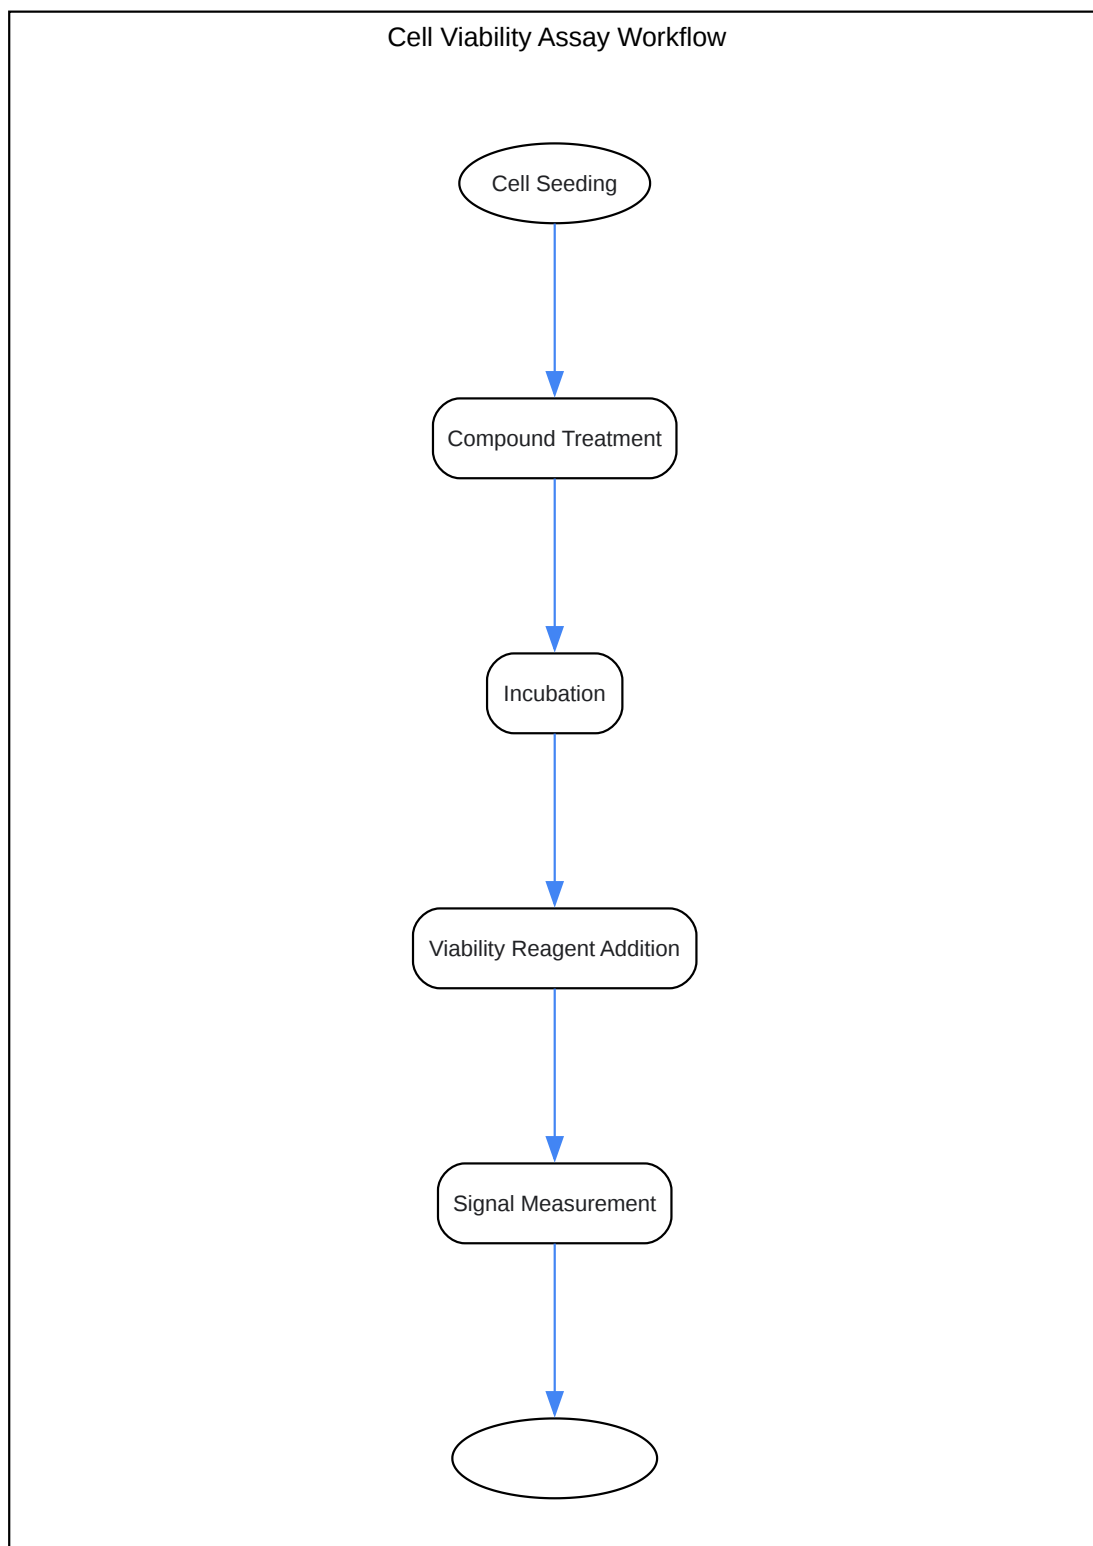 Cell Viability Assay Workflow
Cell Seeding
Compound Treatment
Incubation
Viability Reagent Addition
Signal Measurement